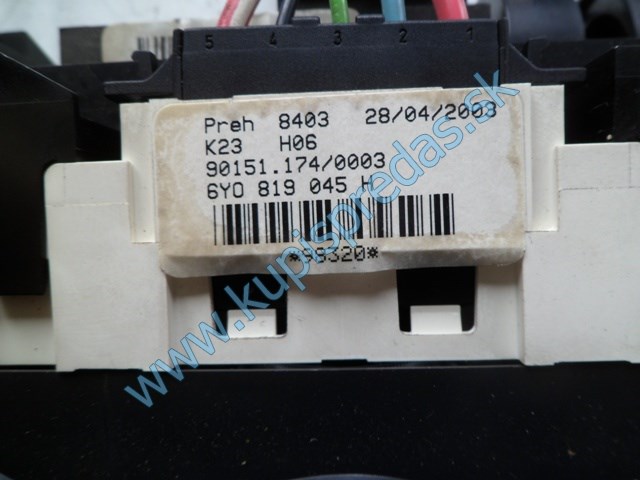 5 4 3 2 1
Preh 8403 28/04/2003
K23 H06
90151.174/0003
6Y0 819 045 H
*98320*
www.kupispredas.sk